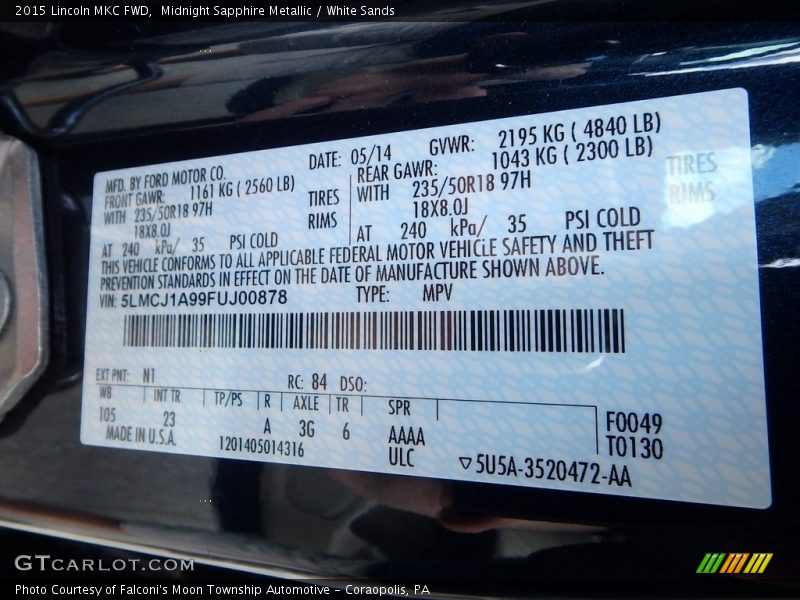 2015 Lincoln MKC FWD,  Midnight Sapphire Metallic / White Sands
MFD. BY FORD MOTOR CO.
DATE: 05/14
GVWR: 2195 KG ( 4840 LB)
FRONT GAWR: 1161 KG ( 2560 LB)
REAR GAWR: 1043 KG ( 2300 LB)
WITH 235/50R18 97H TIRES
WITH 235/50R18 97H TIRES
18X8.0J RIMS
18X8.0J RIMS
AT 240 kPa/ 35 PSI COLD
AT 240 kPa/ 35 PSI COLD
THIS VEHICLE CONFORMS TO ALL APPLICABLE FEDERAL MOTOR VEHICLE SAFETY AND THEFT
PREVENTION STANDARDS IN EFFECT ON THE DATE OF MANUFACTURE SHOWN ABOVE.
VIN: 5LMCJ1A99FUJ00878 TYPE: MPV
EXT PNT: N1 RC: 84 DSO:
WB INT TR TP/PS R AXLE TR SPR
105 23 A 3G 6 AAAA F0049
MADE IN U.S.A. 1201405014316 ULC T0130
▽5U5A-3520472-AA
GTCARLOT.COM
Photo Courtesy of Falconi's Moon Township Automotive - Coraopolis, PA